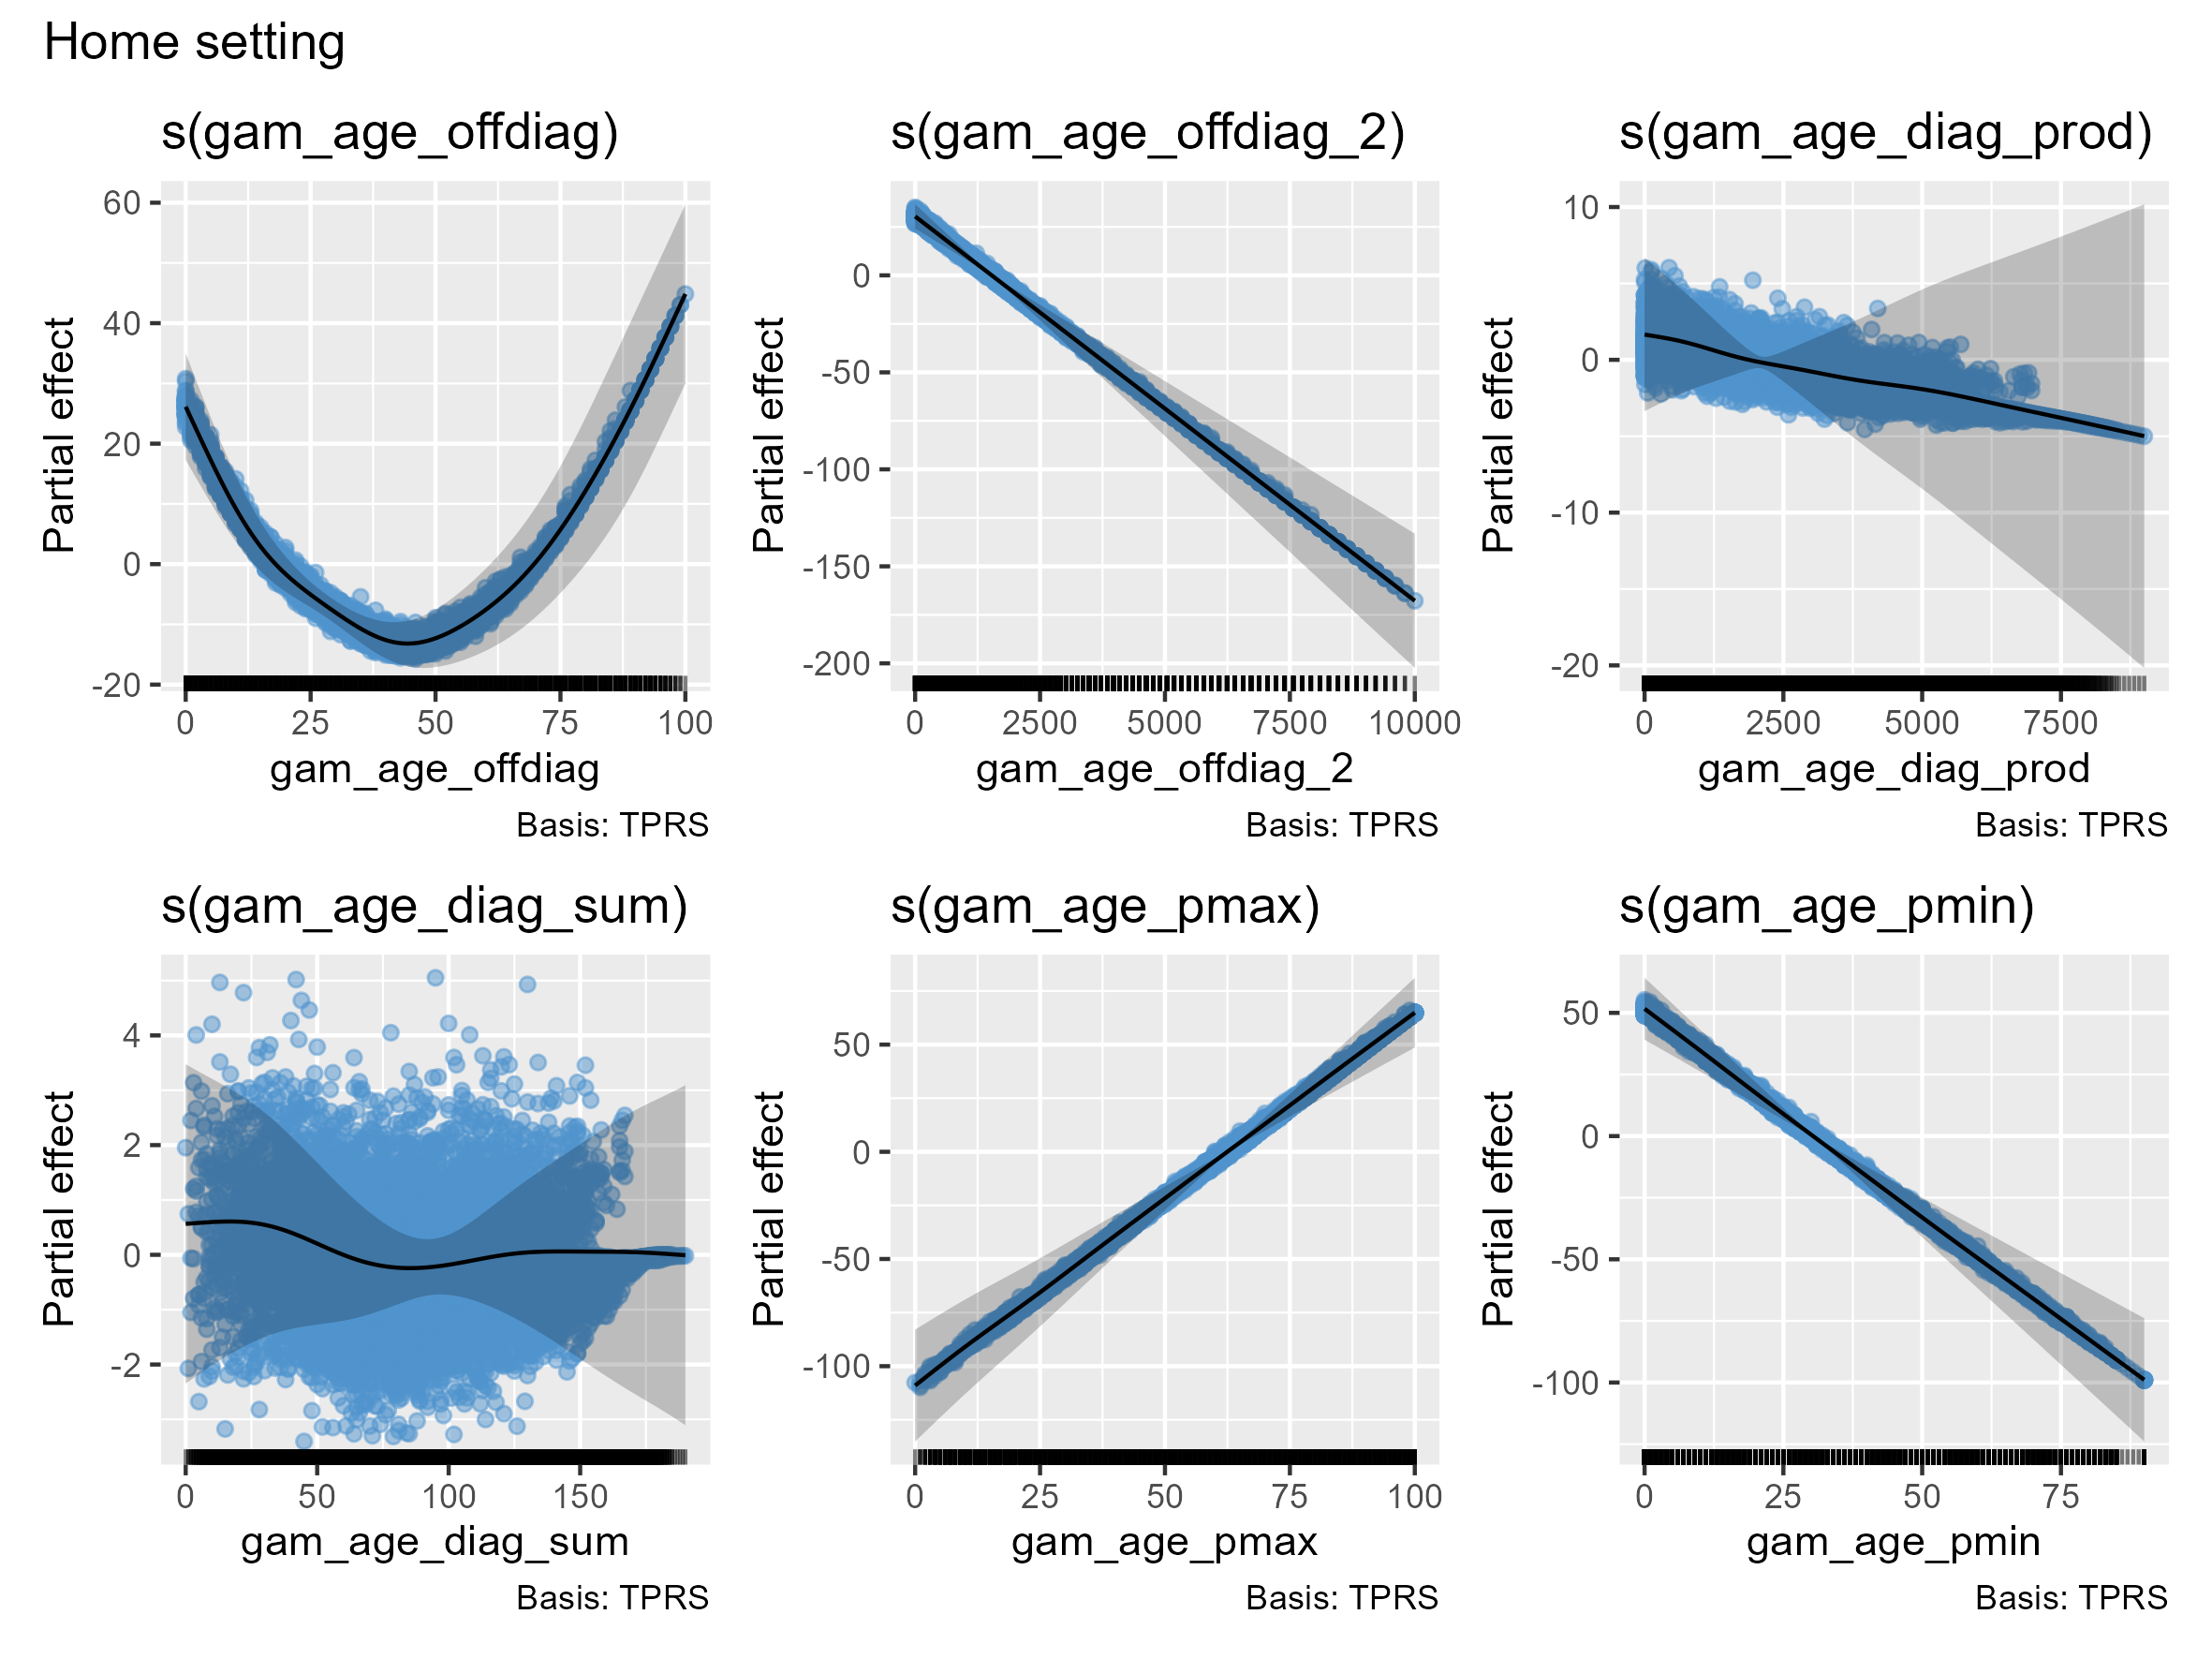 Home setting
s(gam_age_offdiag)
s(gam_age_offdiag_2)
s(gam_age_diag_prod)
Partial effect
60
40
20
0
-20
0 25 50 75 100
gam_age_offdiag
Basis: TPRS
Partial effect
0
-50
-100
-150
-200
0 2500 5000 7500 10000
gam_age_offdiag_2
Basis: TPRS
Partial effect
10
0
-10
-20
0 2500 5000 7500
gam_age_diag_prod
Basis: TPRS
s(gam_age_diag_sum)
s(gam_age_pmax)
s(gam_age_pmin)
Partial effect
4
2
0
-2
0 50 100 150
gam_age_diag_sum
Basis: TPRS
Partial effect
50
0
-50
-100
0 25 50 75 100
gam_age_pmax
Basis: TPRS
Partial effect
50
0
-50
-100
0 25 50 75
gam_age_pmin
Basis: TPRS